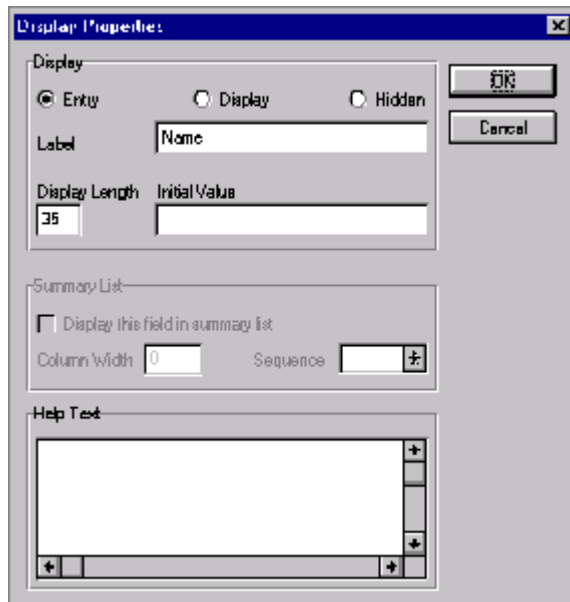 Display Properties
Display
Entry Display Hidden
Label Name
Display Length Initial Value
35
OK
Cancel
Summary List
Display this field in summary list
Column Width 0 Sequence
Help Text